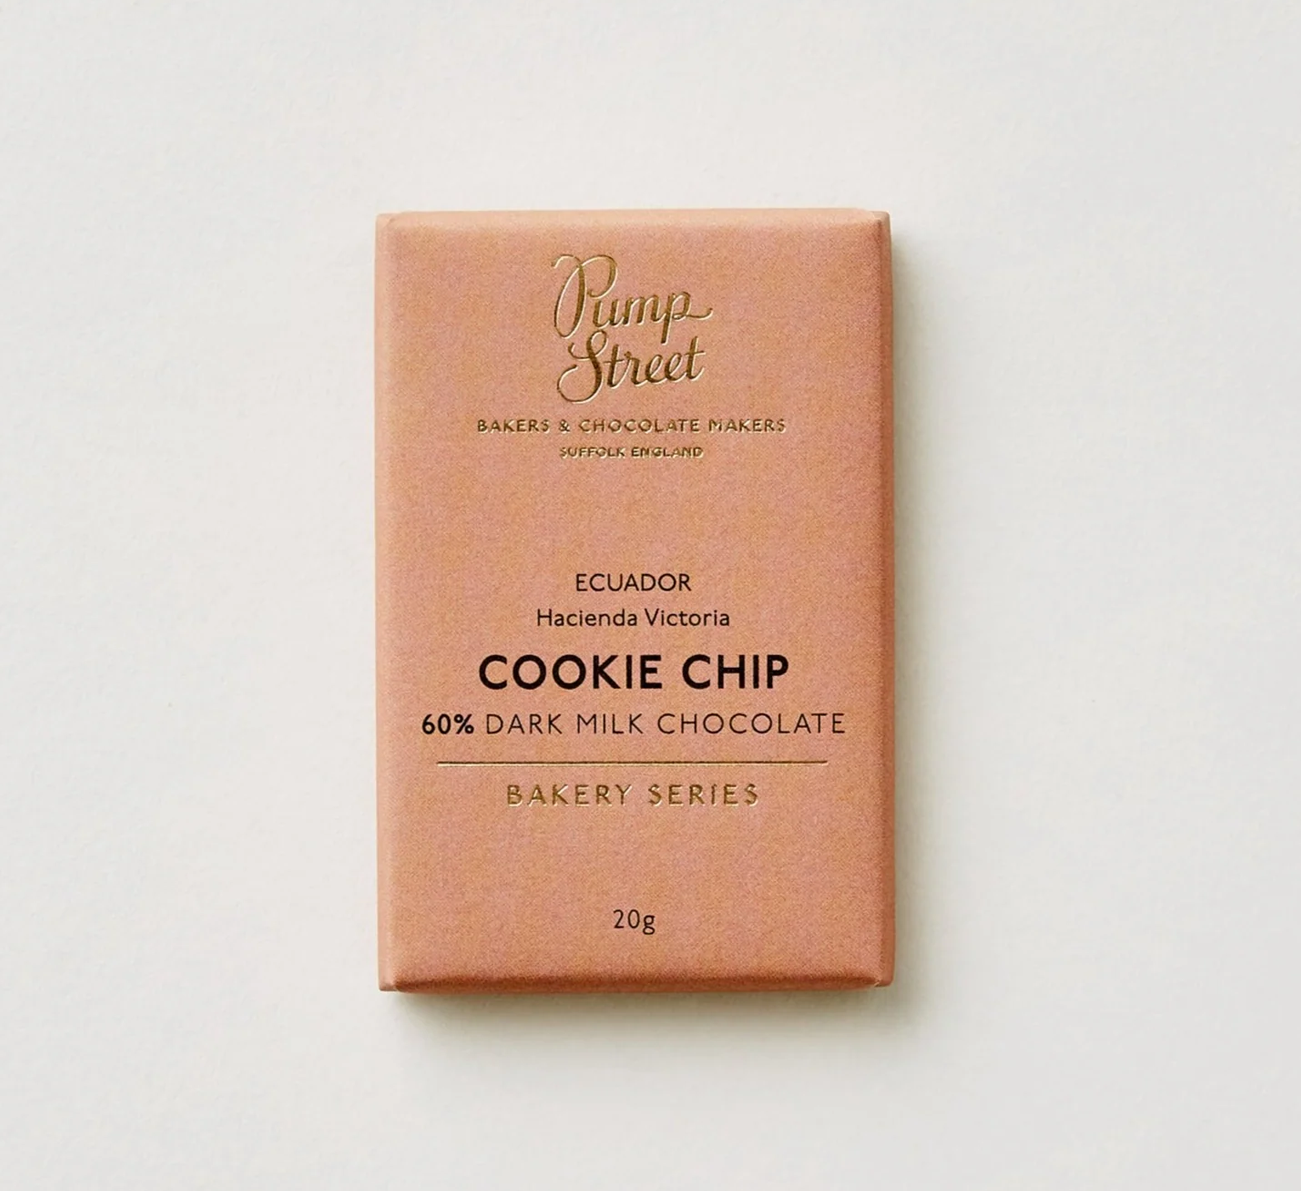 Pump
Street
BAKERS & CHOCOLATE MAKERS
SUFFOLK ENGLAND
ECUADOR
Hacienda Victoria
COOKIE CHIP
60% DARK MILK CHOCOLATE
BAKERY SERIES
20g